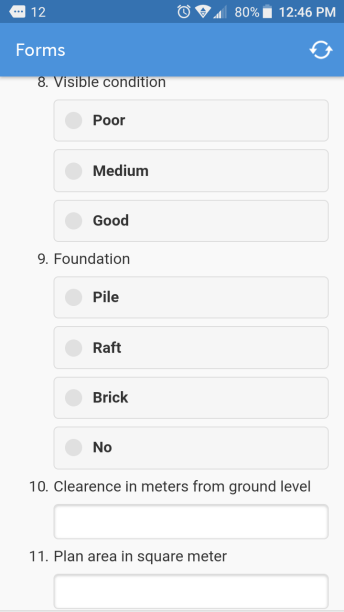 12 80% 12:46 PM
Forms
8. Visible condition
Poor
Medium
Good
9. Foundation
Pile
Raft
Brick
No
10. Clearence in meters from ground level
11. Plan area in square meter